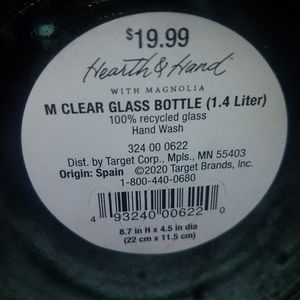 $19.99
Hearth & Hand
WITH MAGNOLIA
M CLEAR GLASS BOTTLE (1.4 Liter)
100% recycled glass
Hand Wash
324 00 0622
Dist. by Target Corp., Mpls., MN 55403
Origin: Spain ©2020 Target Brands, Inc.
1-800-440-0680
4 93240 00622 0
8.7 in H x 4.5 in dia
(22 cm x 11.5 cm)